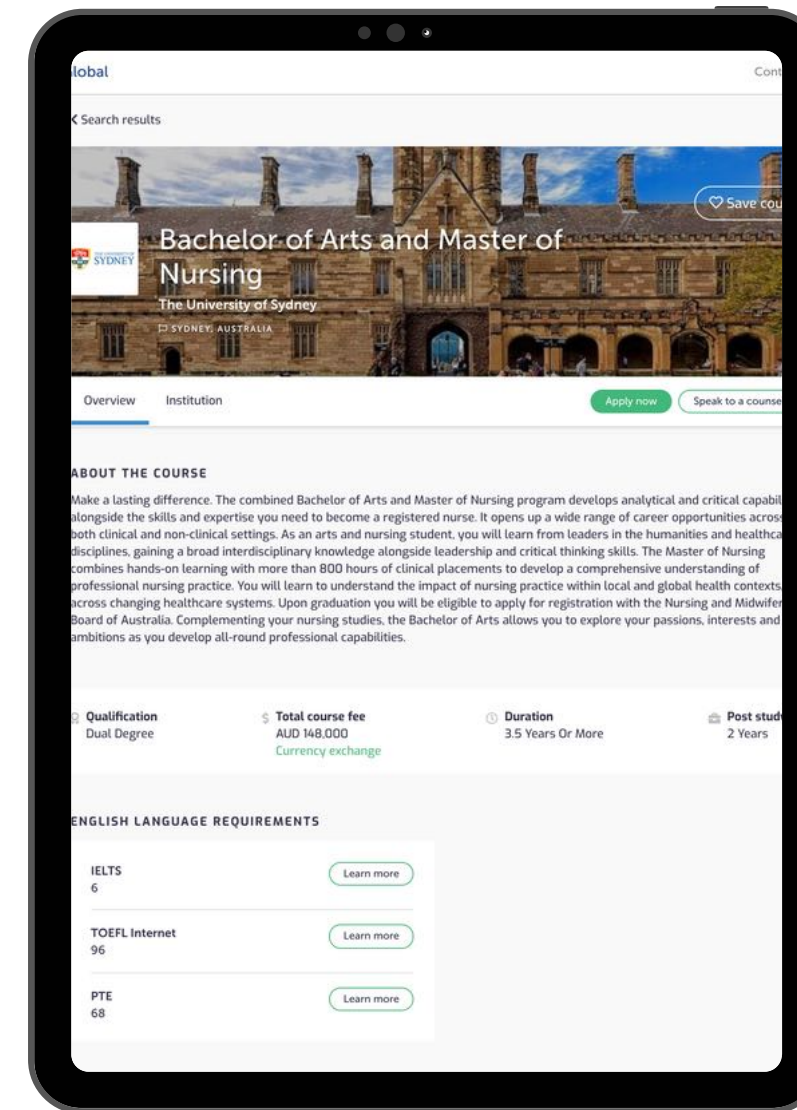 lobal
Cont
Search results
Save cou
THE UNIVERSITY OF
SYDNEY
Bachelor of Arts and Master of
Nursing
The University of Sydney
SYDNEY, AUSTRALIA
Overview Institution Apply now Speak to a counse
ABOUT THE COURSE
Make a lasting difference. The combined Bachelor of Arts and Master of Nursing program develops analytical and critical capabil
alongside the skills and expertise you need to become a registered nurse. It opens up a wide range of career opportunities acros
both clinical and non-clinical settings. As an arts and nursing student, you will learn from leaders in the humanities and healthca
disciplines, gaining a broad interdisciplinary knowledge alongside leadership and critical thinking skills. The Master of Nursing
combines hands-on learning with more than 800 hours of clinical placements to develop a comprehensive understanding of
professional nursing practice. You will learn to understand the impact of nursing practice within local and global health contexts
across changing healthcare systems. Upon graduation you will be eligible to apply for registration with the Nursing and Midwifer
Board of Australia. Complementing your nursing studies, the Bachelor of Arts allows you to explore your passions, interests and
ambitions as you develop all-round professional capabilities.
Qualification
Dual Degree
$ Total course fee
AUD 148,000
Currency exchange
Duration
3.5 Years Or More
Post stud
2 Years
ENGLISH LANGUAGE REQUIREMENTS
IELTS
6
Learn more
TOEFL Internet
96
Learn more
PTE
68
Learn more